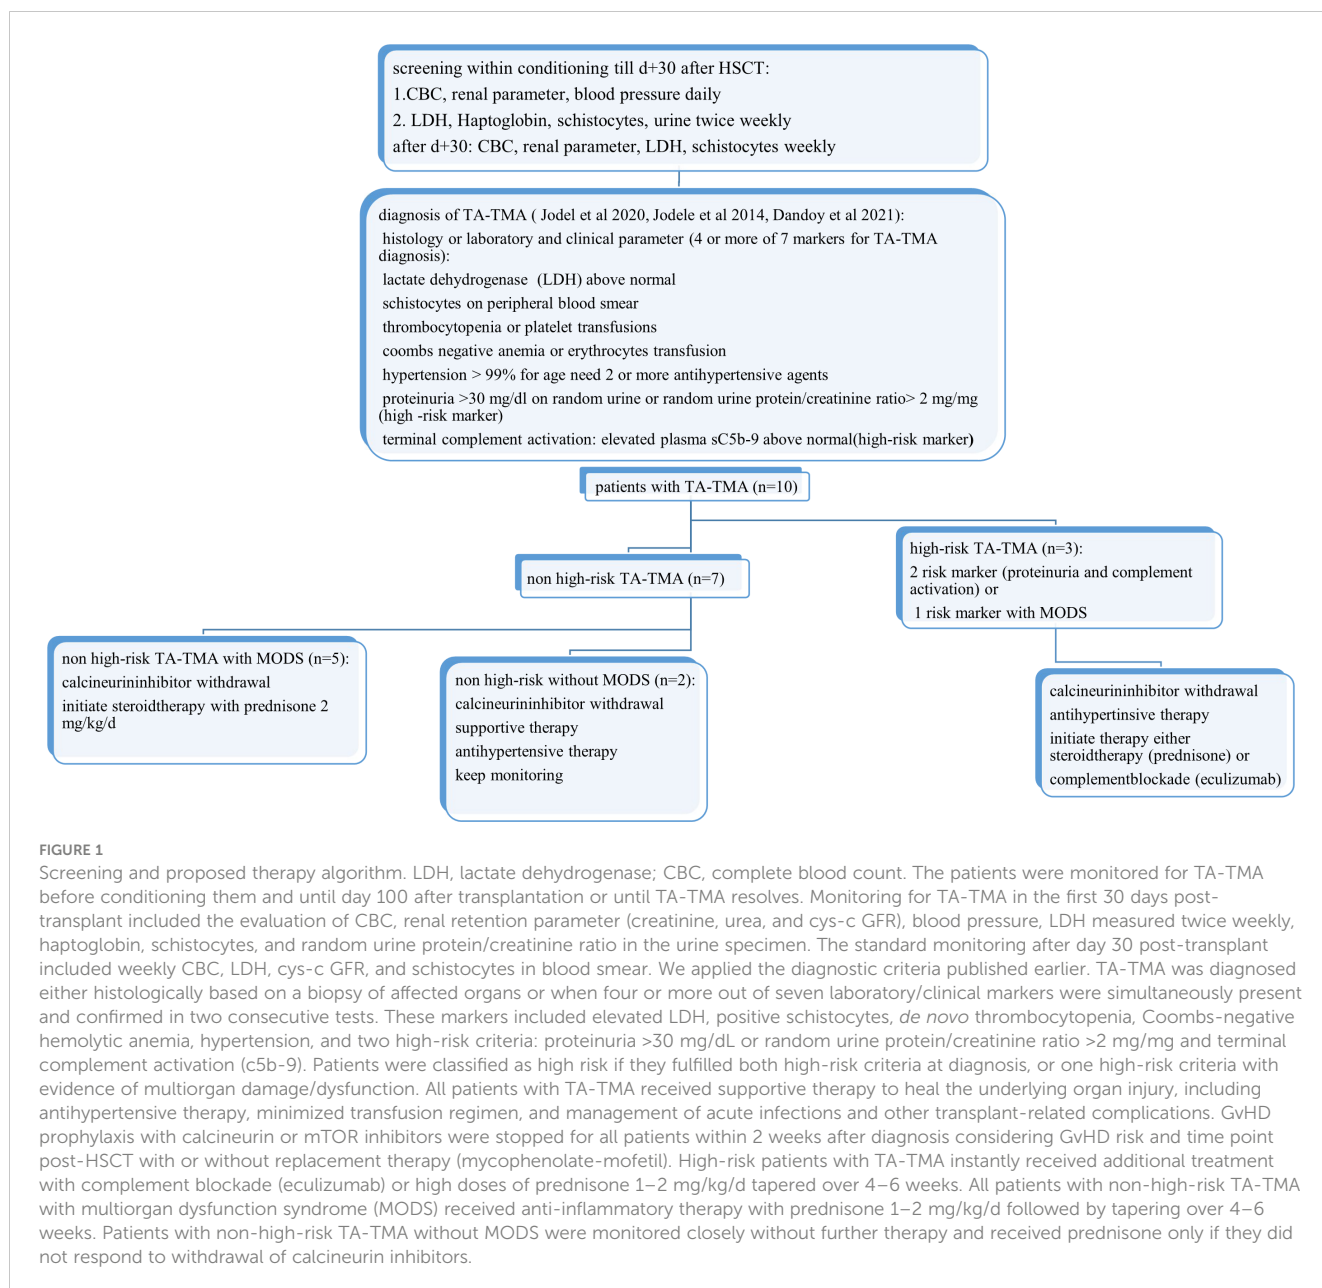 screening within conditioning till d+30 after HSCT:
1.CBC, renal parameter, blood pressure daily
2. LDH, Haptoglobin, schistocytes, urine twice weekly
after d+30: CBC, renal parameter, LDH, schistocytes weekly
diagnosis of TA-TMA ( Jodel et al 2020, Jodele et al 2014, Dandoy et al 2021):
histology or laboratory and clinical parameter (4 or more of 7 markers for TA-TMA
diagnosis):
lactate dehydrogenase (LDH) above normal
schistocytes on peripheral blood smear
thrombocytopenia or platelet transfusions
coombs negative anemia or erythrocytes transfusion
hypertension > 99% for age need 2 or more antihypertensive agents
proteinuria >30 mg/dl on random urine or random urine protein/creatinine ratio> 2 mg/mg
(high -risk marker)
terminal complement activation: elevated plasma sC5b-9 above normal(high-risk marker)
patients with TA-TMA (n=10)
non high-risk TA-TMA (n=7)
high-risk TA-TMA (n=3):
2 risk marker (proteinuria and complement
activation) or
1 risk marker with MODS
non high-risk TA-TMA with MODS (n=5):
calcineurininhibitor withdrawal
initiate steroidtherapy with prednisone 2
mg/kg/d
non high-risk without MODS (n=2):
calcineurininhibitor withdrawal
supportive therapy
antihypertensive therapy
keep monitoring
calcineurininhibitor withdrawal
antihypertinsive therapy
initiate therapy either
steroidtherapy (prednisone) or
complementblockade (eculizumab)
FIGURE 1
Screening and proposed therapy algorithm. LDH, lactate dehydrogenase; CBC, complete blood count. The patients were monitored for TA-TMA
before conditioning them and until day 100 after transplantation or until TA-TMA resolves. Monitoring for TA-TMA in the first 30 days post-
transplant included the evaluation of CBC, renal retention parameter (creatinine, urea, and cys-c GFR), blood pressure, LDH measured twice weekly,
haptoglobin, schistocytes, and random urine protein/creatinine ratio in the urine specimen. The standard monitoring after day 30 post-transplant
included weekly CBC, LDH, cys-c GFR, and schistocytes in blood smear. We applied the diagnostic criteria published earlier. TA-TMA was diagnosed
either histologically based on a biopsy of affected organs or when four or more out of seven laboratory/clinical markers were simultaneously present
and confirmed in two consecutive tests. These markers included elevated LDH, positive schistocytes, de novo thrombocytopenia, Coombs-negative
hemolytic anemia, hypertension, and two high-risk criteria: proteinuria >30 mg/dL or random urine protein/creatinine ratio >2 mg/mg and terminal
complement activation (c5b-9). Patients were classified as high risk if they fulfilled both high-risk criteria at diagnosis, or one high-risk criteria with
evidence of multiorgan damage/dysfunction. All patients with TA-TMA received supportive therapy to heal the underlying organ injury, including
antihypertensive therapy, minimized transfusion regimen, and management of acute infections and other transplant-related complications. GvHD
prophylaxis with calcineurin or mTOR inhibitors were stopped for all patients within 2 weeks after diagnosis considering GvHD risk and time point
post-HSCT with or without replacement therapy (mycophenolate-mofetil). High-risk patients with TA-TMA instantly received additional treatment
with complement blockade (eculizumab) or high doses of prednisone 1–2 mg/kg/d tapered over 4–6 weeks. All patients with non-high-risk TA-TMA
with multiorgan dysfunction syndrome (MODS) received anti-inflammatory therapy with prednisone 1–2 mg/kg/d followed by tapering over 4–6
weeks. Patients with non-high-risk TA-TMA without MODS were monitored closely without further therapy and received prednisone only if they did
not respond to withdrawal of calcineurin inhibitors.